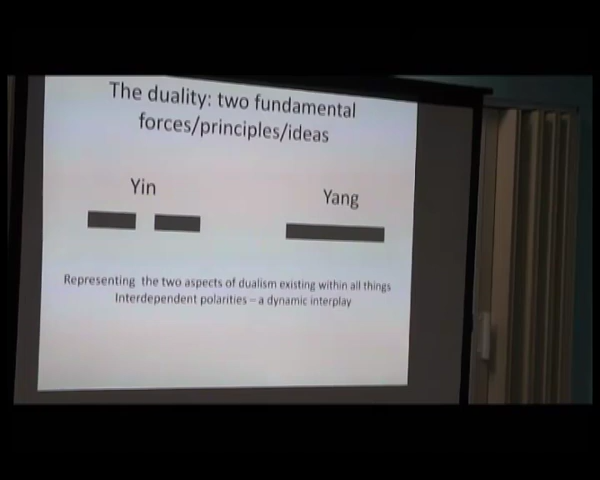 The duality: two fundamental
forces/principles/ideas
Yin
Yang
Representing the two aspects of dualism existing within all things
Interdependent polarities – a dynamic interplay